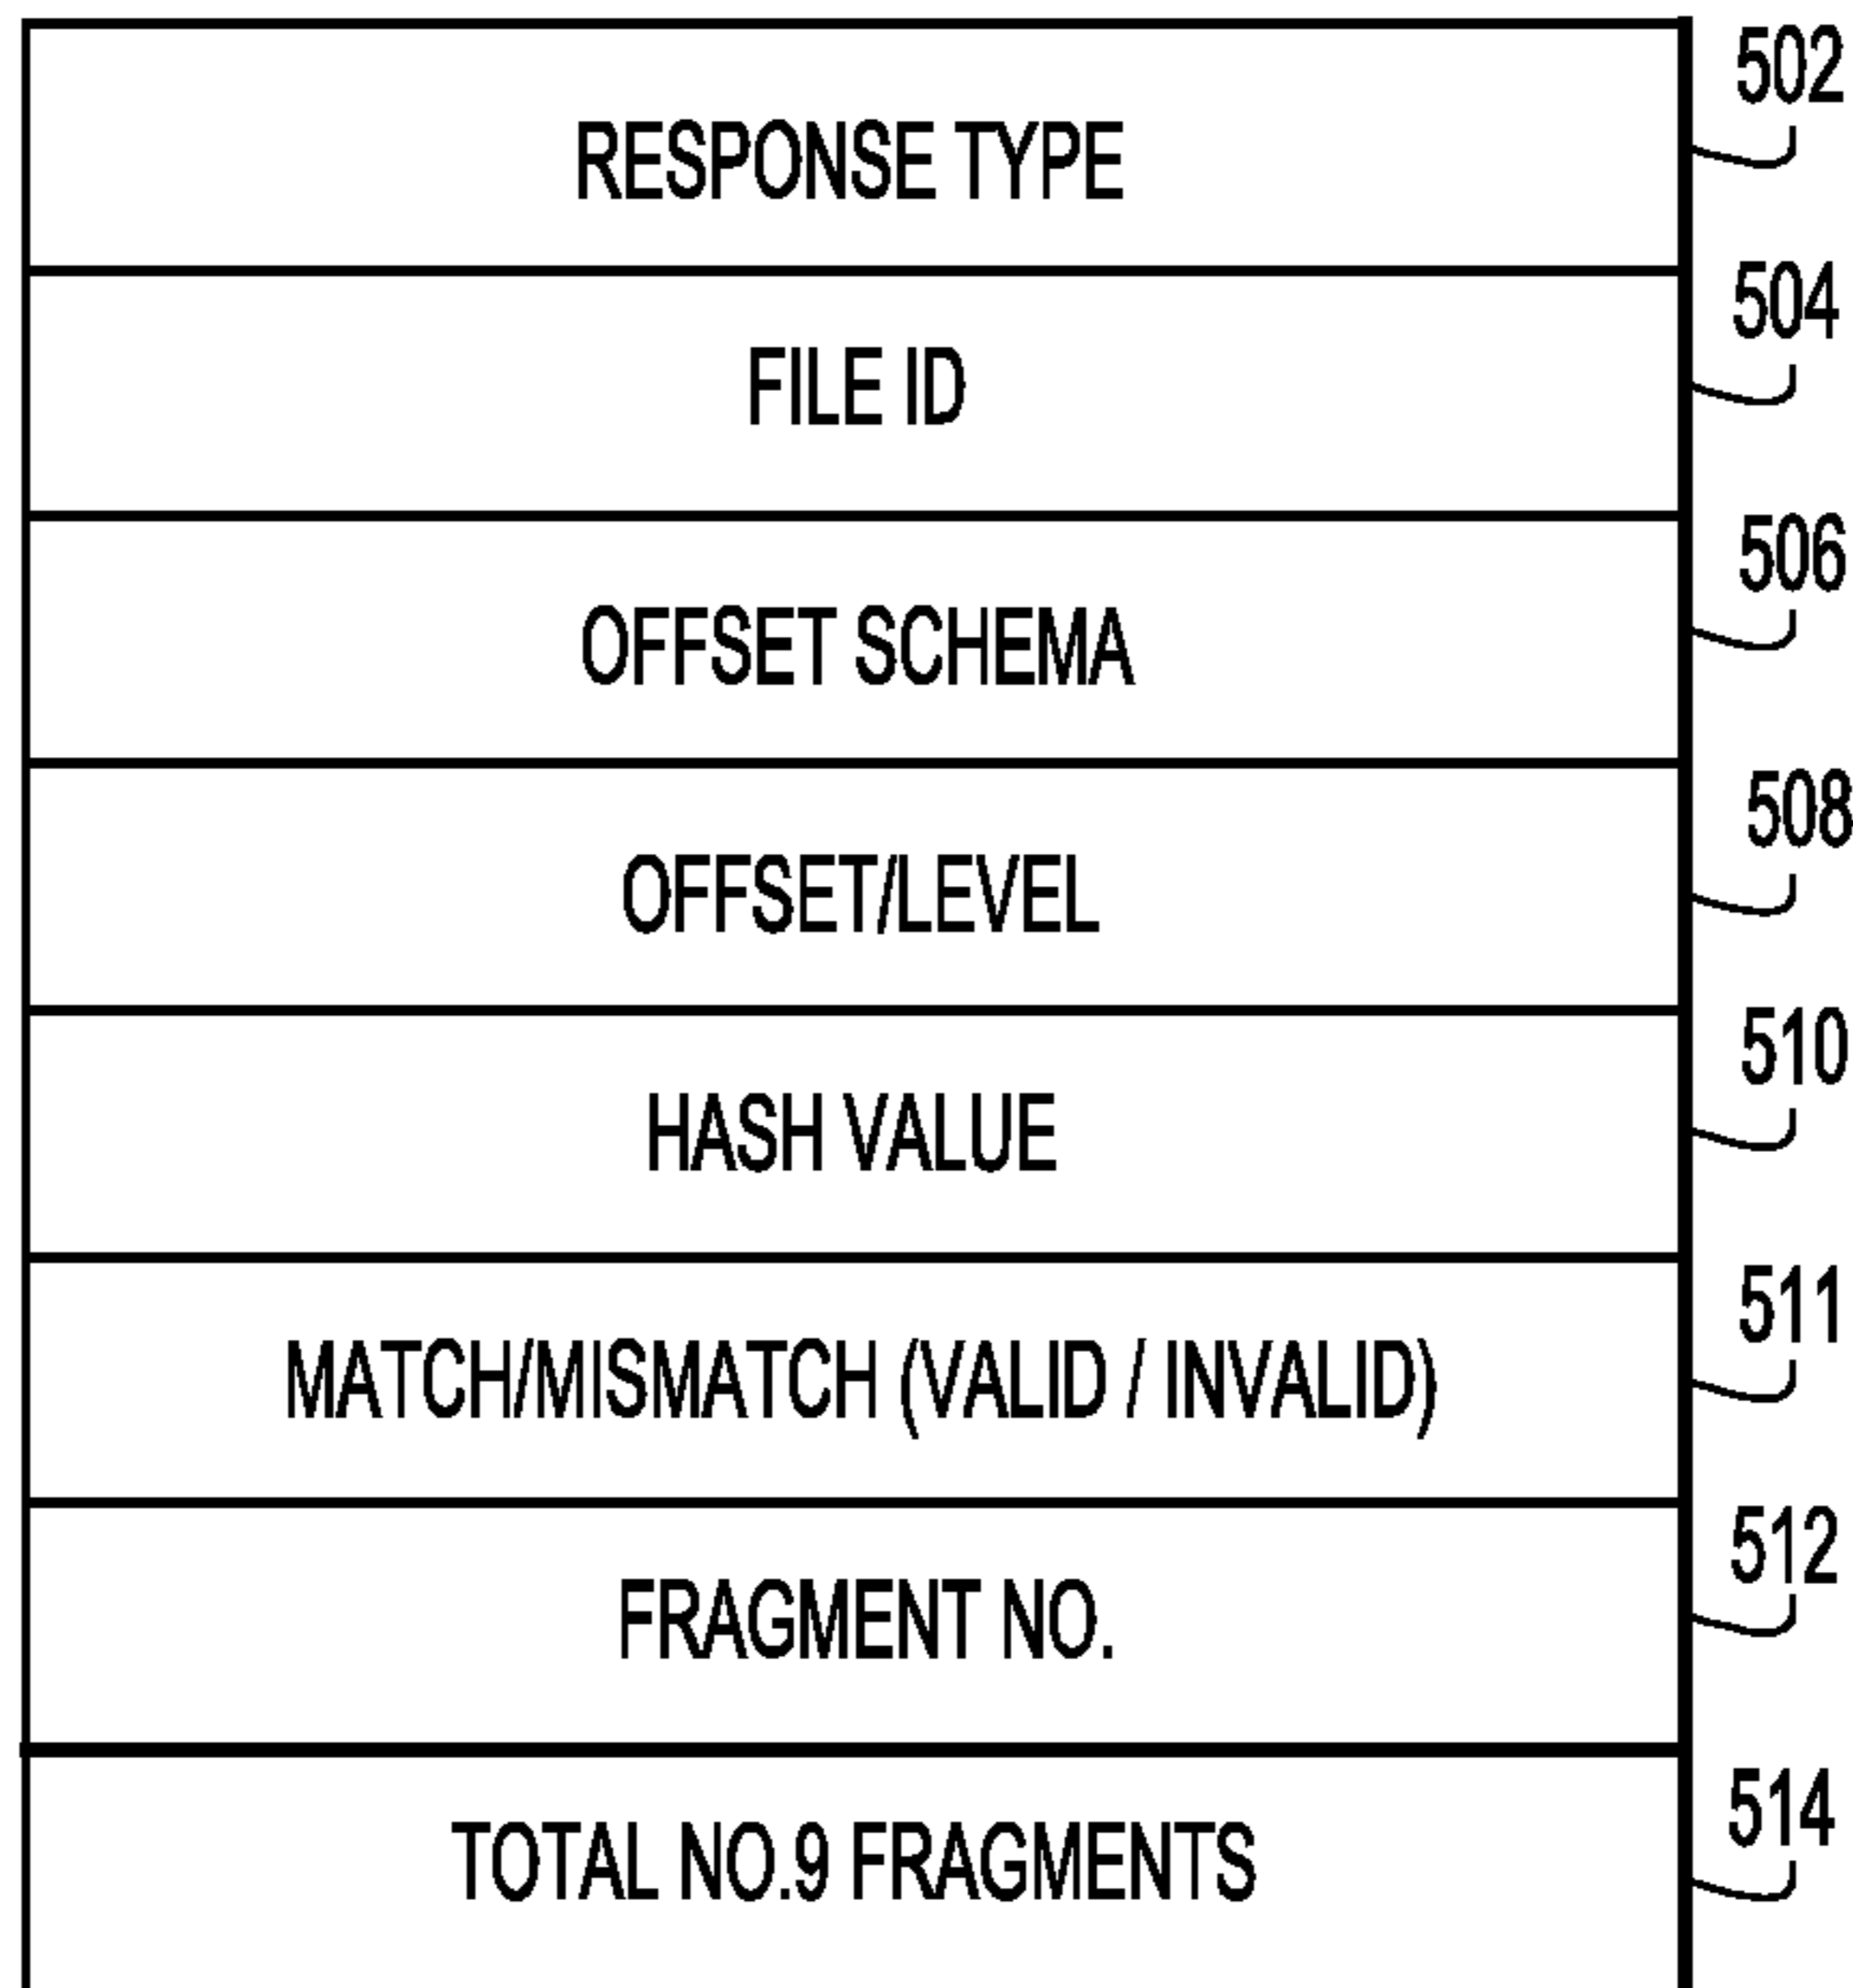 502
RESPONSE TYPE
504
FILE ID
506
OFFSET SCHEMA
508
OFFSET/LEVEL
510
HASH VALUE
511
MATCH/MISMATCH (VALID / INVALID)
512
FRAGMENT NO.
514
TOTAL NO.9 FRAGMENTS